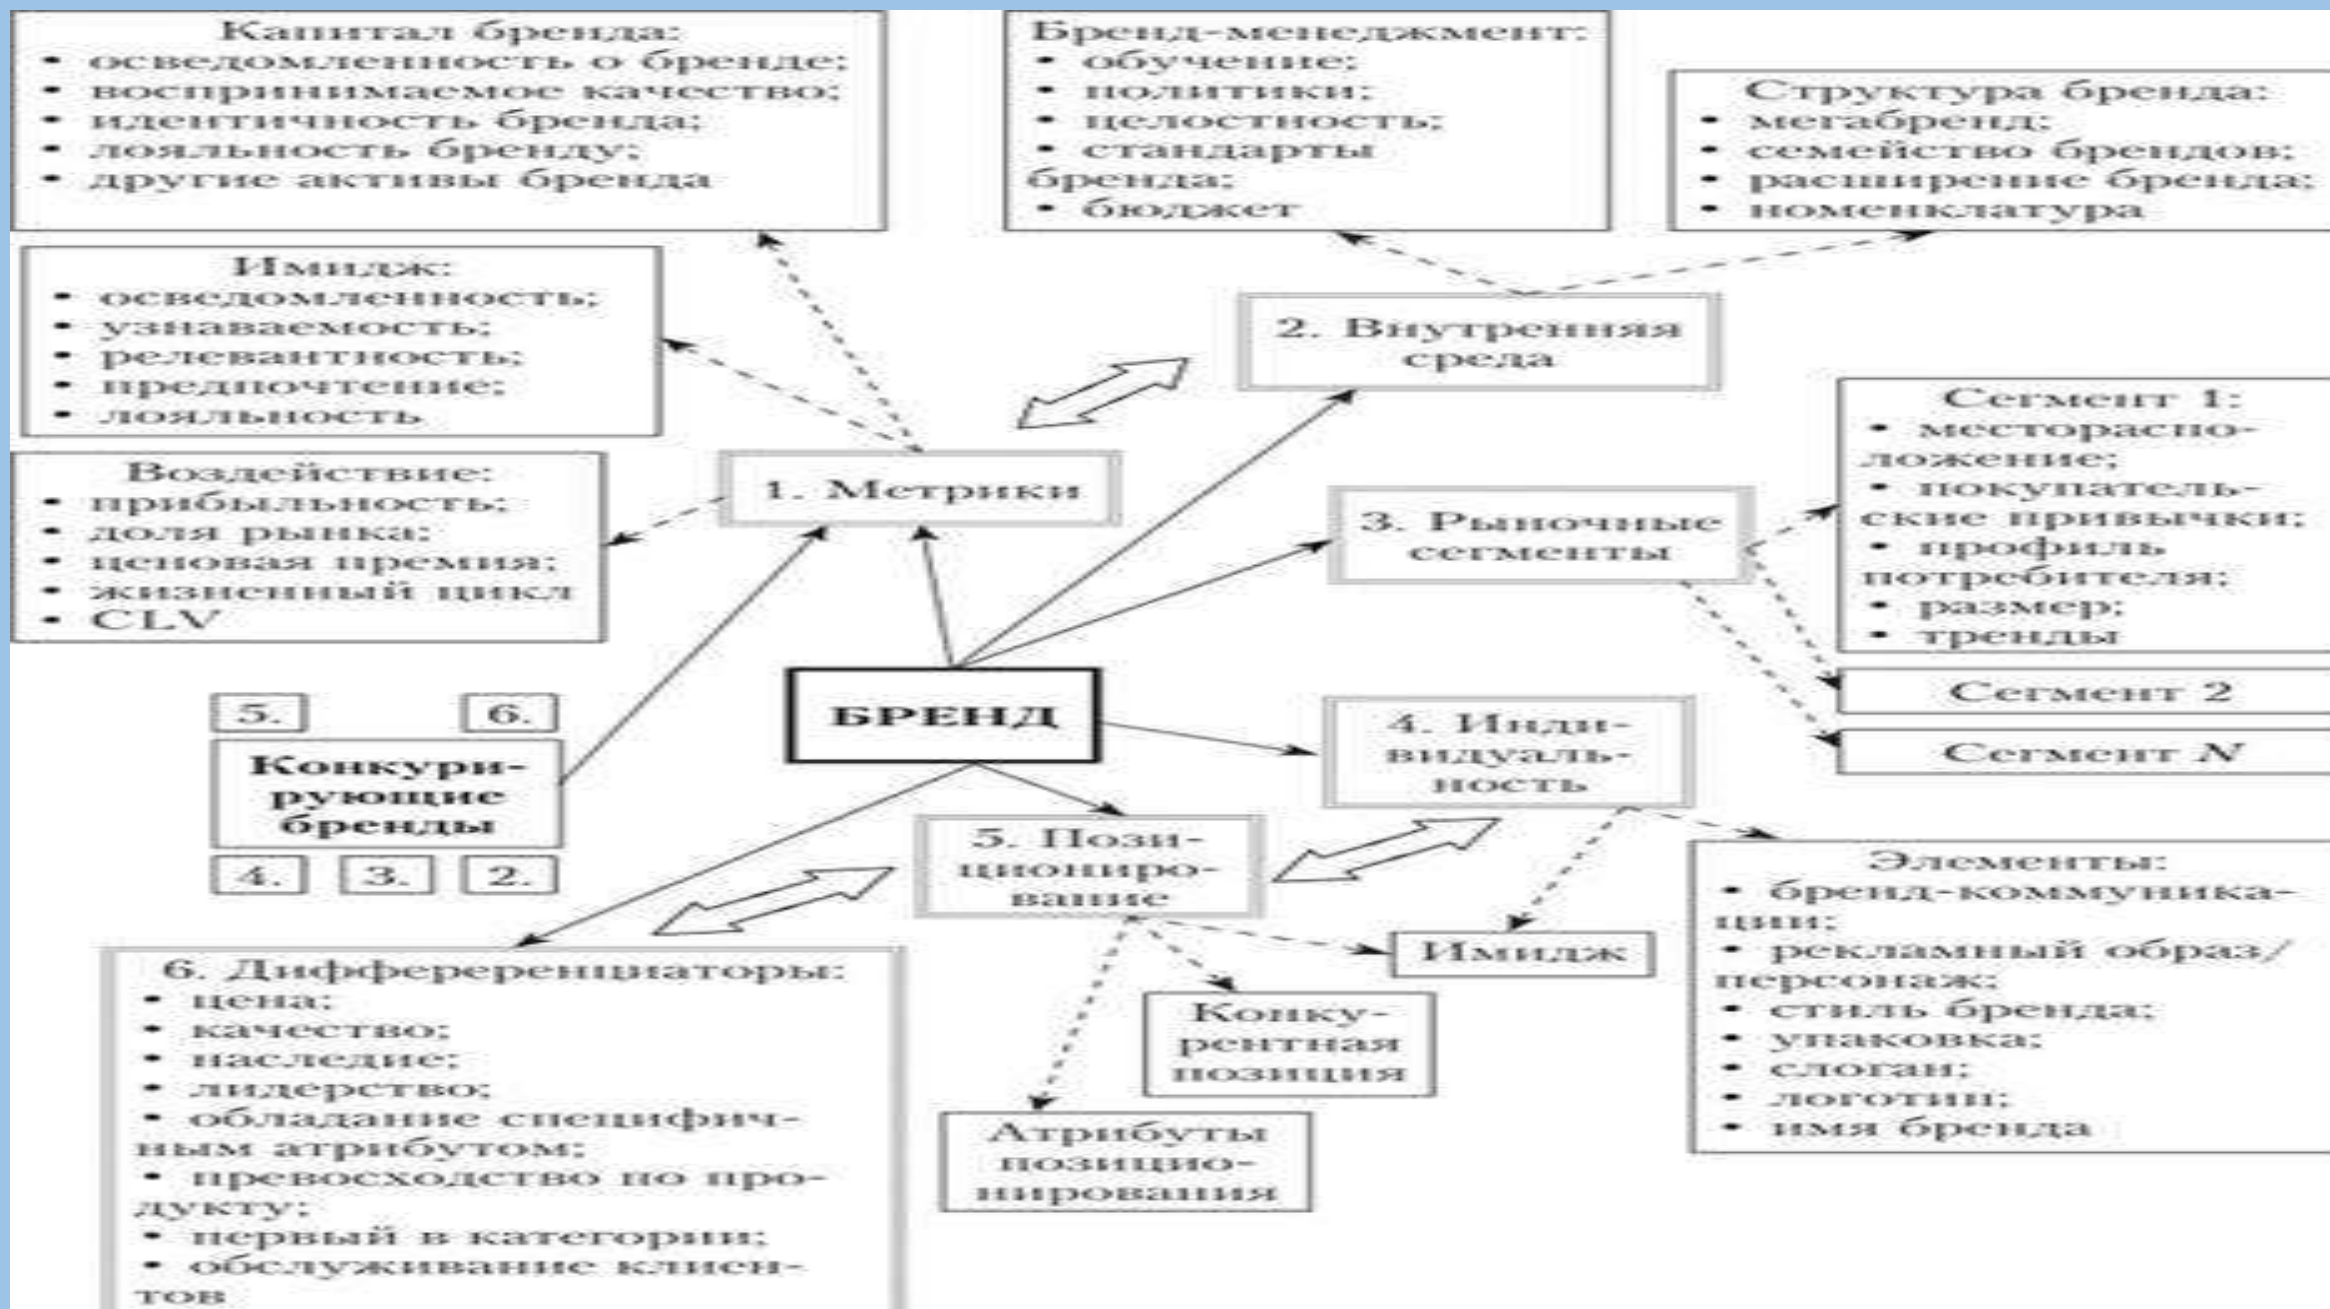 Капитал бренда:
• осведомленность о бренде;
• воспринимаемое качество;
• идентичность бренда;
• лояльность бренду;
• другие активы бренда
Бренд-менеджмент:
• обучение;
• политики;
• целостность;
• стандарты
бренда;
• бюджет
Структура бренда:
• мегабренд;
• семейство брендов;
• расширение бренда;
• номенклатура
Имидж:
• осведомленность;
• узнаваемость;
• релевантность;
• предпочтение;
• лояльность
2. Внутренняя
среда
Воздействие:
• прибыльность;
• доля рынка;
• ценовая премия;
• жизненный цикл
• CLV
1. Метрики
3. Рыночные
сегменты
Сегмент 1:
• месторaспо-
ложение;
• покупатель-
ские привычки;
• профиль
потребителя;
• размер;
• тренды
Сегмент 2
Сегмент N
5.
6.
Конкури-
рующие
бренды
4.
3.
2.
БРЕНД
4. Инди-
видуаль-
ность
5. Пози-
циониро-
вание
6. Дифференциаторы:
• цена;
• качество;
• наследие;
• лидерство;
• обладание специфич-
ным атрибутом;
• превосходство по про-
дукту;
• первый в категории;
• обслуживание клиен-
тов
Имидж
Конку-
рентная
позиция
Атрибуты
позицио-
нирования
Элементы:
• бренд-коммуника-
ции;
• рекламный образ/
персонаж;
• стиль бренда;
• упаковка;
• слоган;
• логотип;
• имя бренда